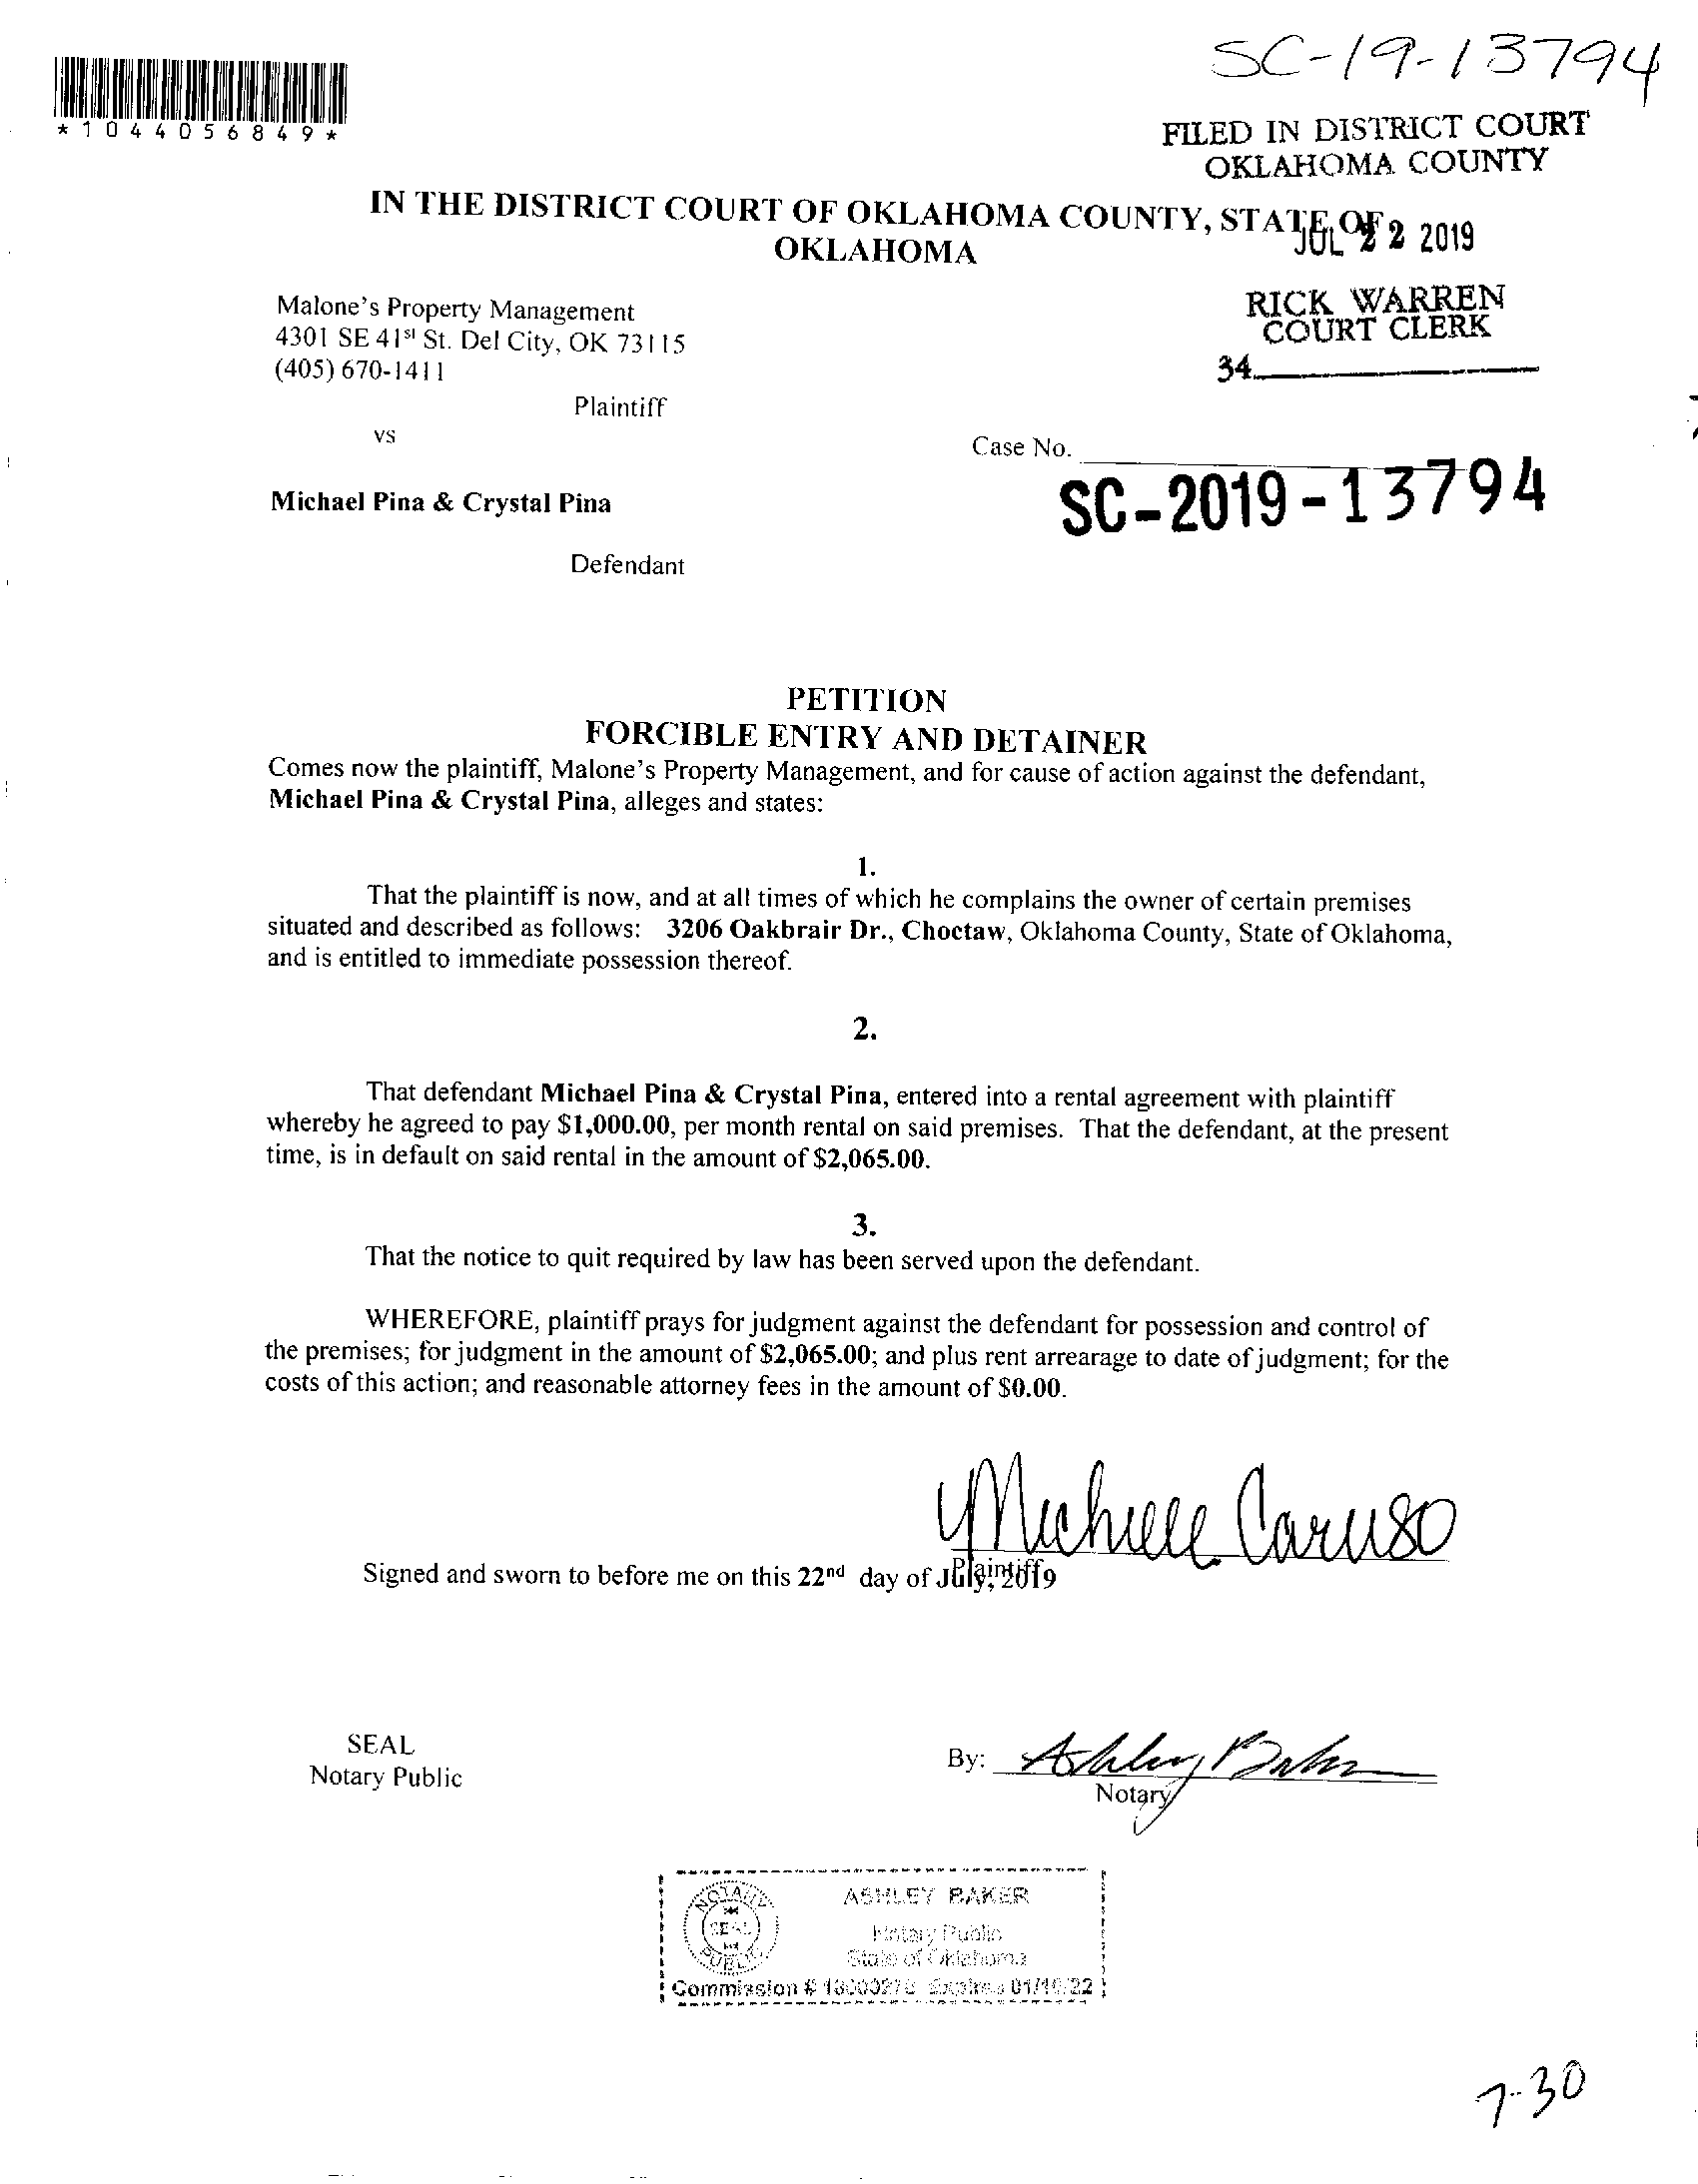 SC-19-13794
*1044056849*
FILED IN DISTRICT COURT
OKLAHOMA COUNTY
IN THE DISTRICT COURT OF OKLAHOMA COUNTY, STATE OF
OKLAHOMA
JUL 22 2019
Malone's Property Management
4301 SE 41st St. Del City, OK 73115
(405) 670-1411
RICK WARREN
COURT CLERK
34
Plaintiff
vs
Case No.
SC-2019-13794
Michael Pina & Crystal Pina
Defendant
PETITION
FORCIBLE ENTRY AND DETAINER
Comes now the plaintiff, Malone's Property Management, and for cause of action against the defendant,
Michael Pina & Crystal Pina, alleges and states:
1.
That the plaintiff is now, and at all times of which he complains the owner of certain premises
situated and described as follows: 3206 Oakbrair Dr., Choctaw, Oklahoma County, State of Oklahoma,
and is entitled to immediate possession thereof.
2.
That defendant Michael Pina & Crystal Pina, entered into a rental agreement with plaintiff
whereby he agreed to pay $1,000.00, per month rental on said premises. That the defendant, at the present
time, is in default on said rental in the amount of $2,065.00.
3.
That the notice to quit required by law has been served upon the defendant.
WHEREFORE, plaintiff prays for judgment against the defendant for possession and control of
the premises; for judgment in the amount of $2,065.00; and plus rent arrearage to date of judgment; for the
costs of this action; and reasonable attorney fees in the amount of $0.00.
Michelle Caruso
Plaintiff
Signed and sworn to before me on this 22nd day of July, 2019
SEAL
Notary Public
By: Ashley Baker
Notary
NOTARY
SEAL
PUBLIC
ASHLEY BAKER
Notary Public
State of Oklahoma
Commission # Expires
7-30